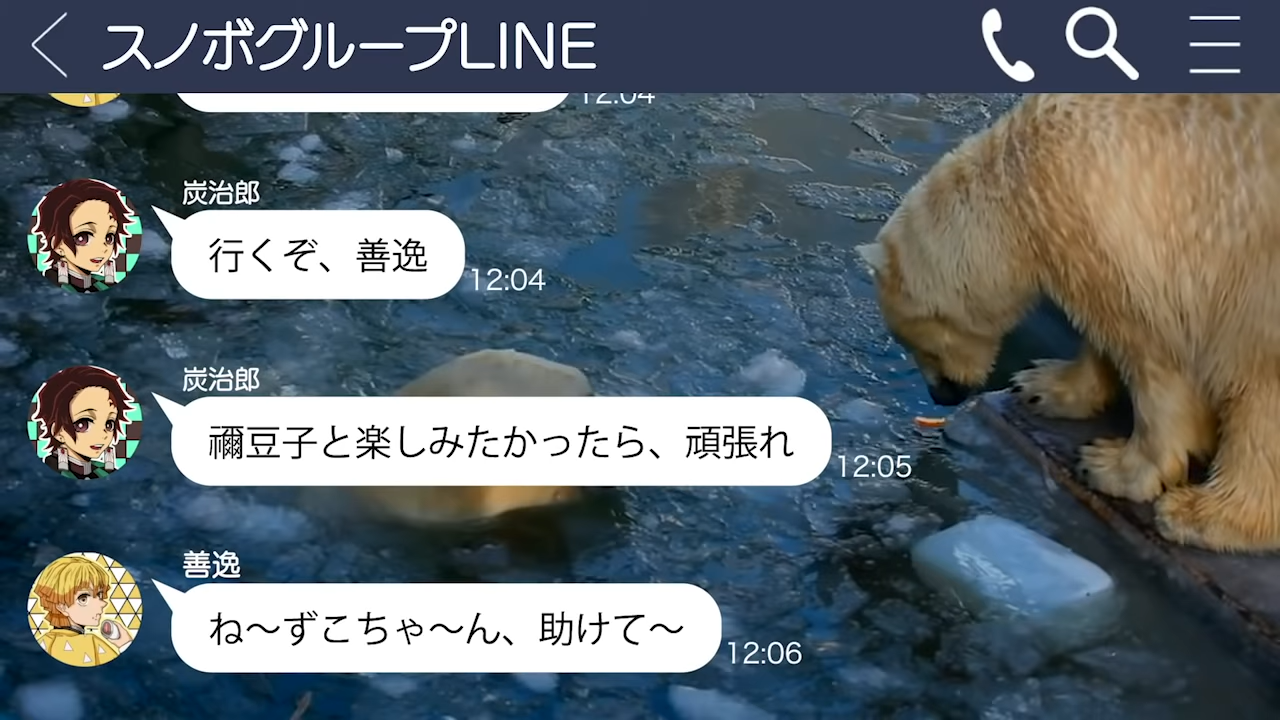 スノボグループLINE
12:04
炭治郎
行くぞ、善逸
12:04
炭治郎
禰豆子と楽しみたかったら、頑張れ
12:05
善逸
ね〜ずこちゃ〜ん、助けて〜
12:06